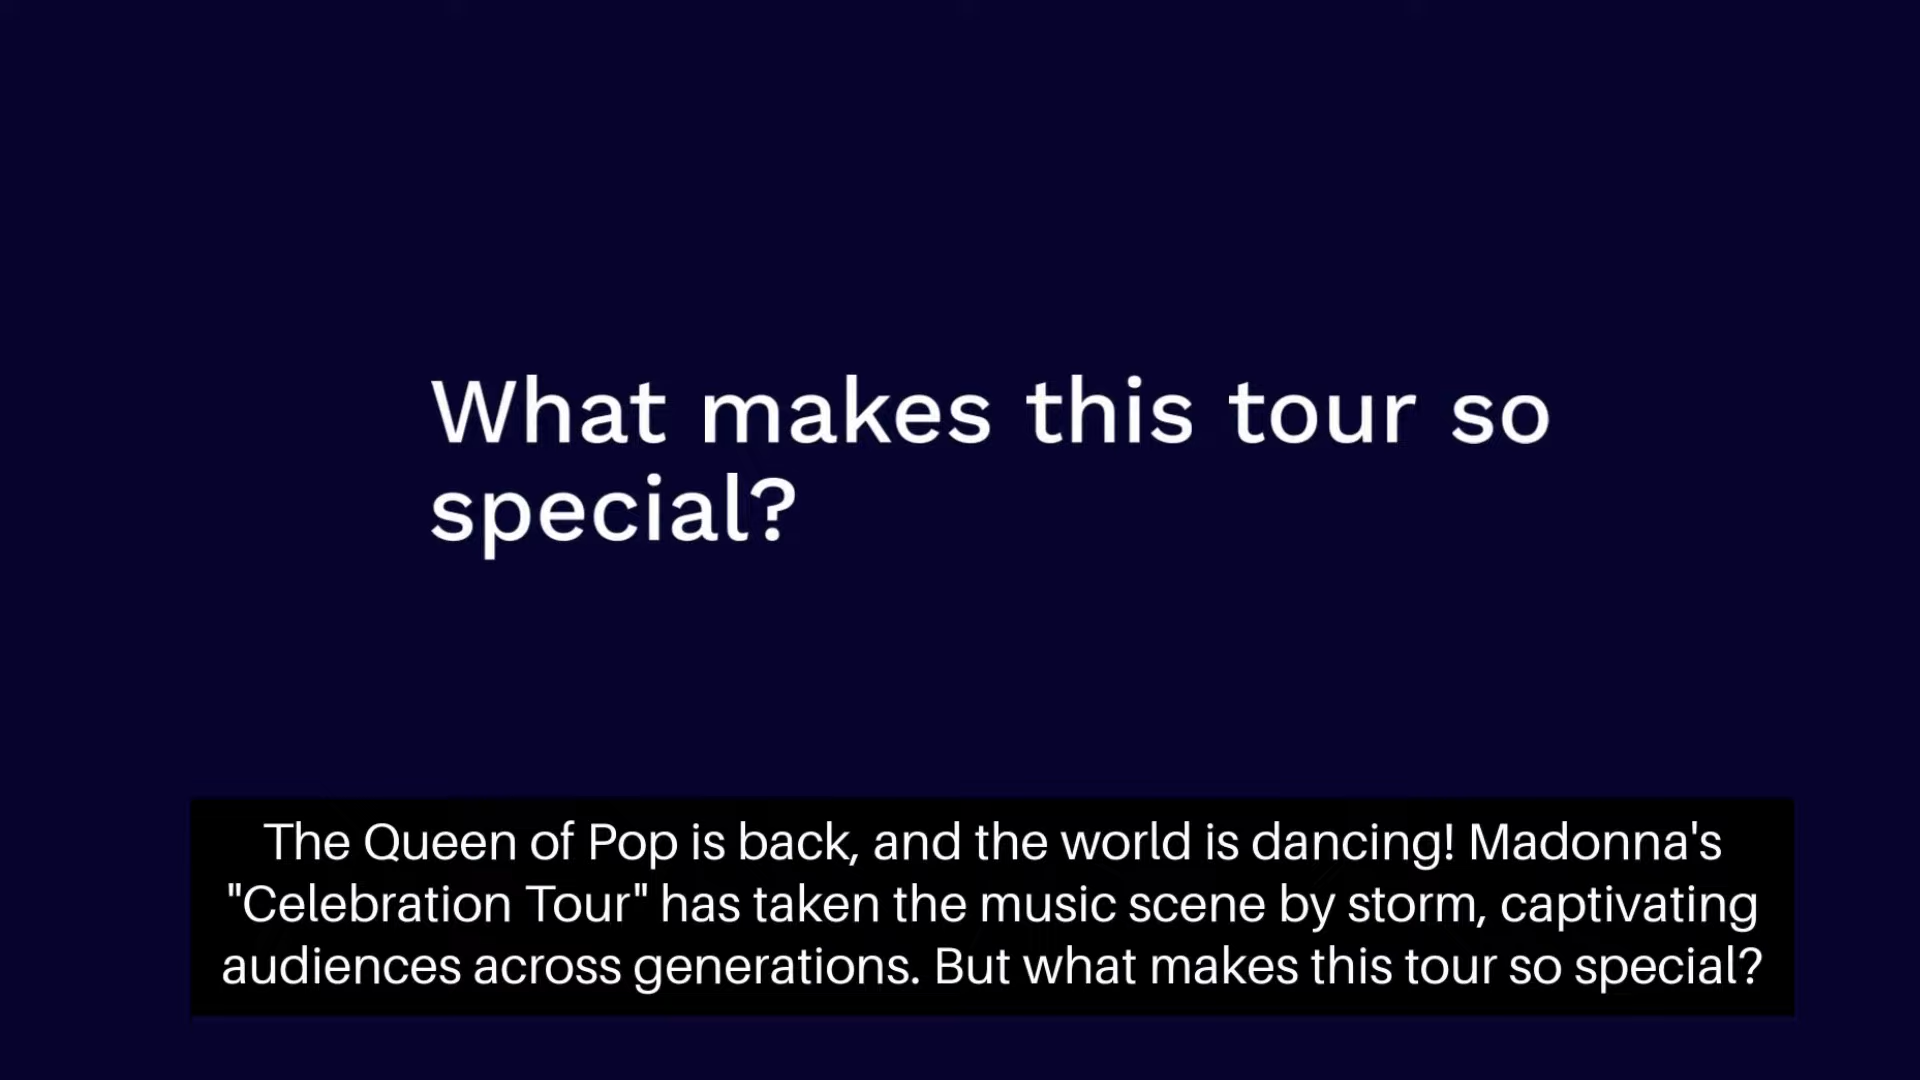 What makes this tour so
special?
The Queen of Pop is back, and the world is dancing! Madonna's
"Celebration Tour" has taken the music scene by storm, captivating
audiences across generations. But what makes this tour so special?